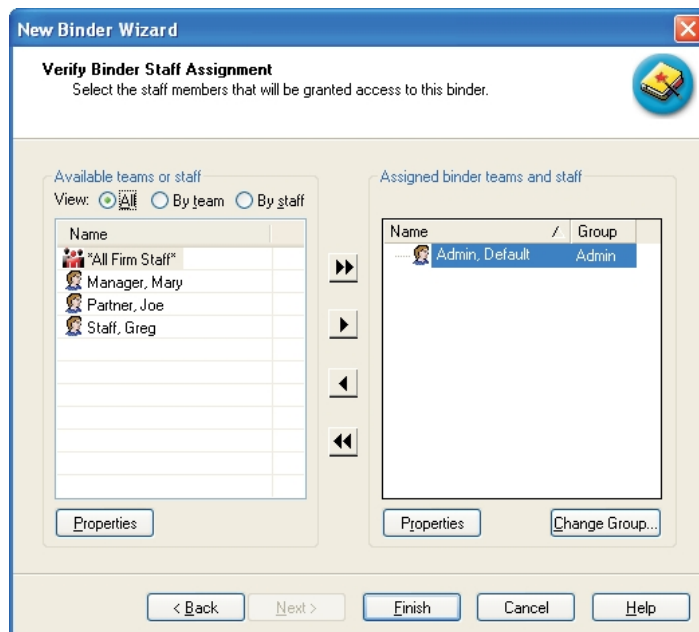 New Binder Wizard
Verify Binder Staff Assignment
Select the staff members that will be granted access to this binder.
Available teams or staff
View: All By team By staff
Name
*All Firm Staff*
Manager, Mary
Partner, Joe
Staff, Greg
Properties
Assigned binder teams and staff
Name / Group
Admin, Default Admin
Properties Change Group...
< Back Next > Finish Cancel Help